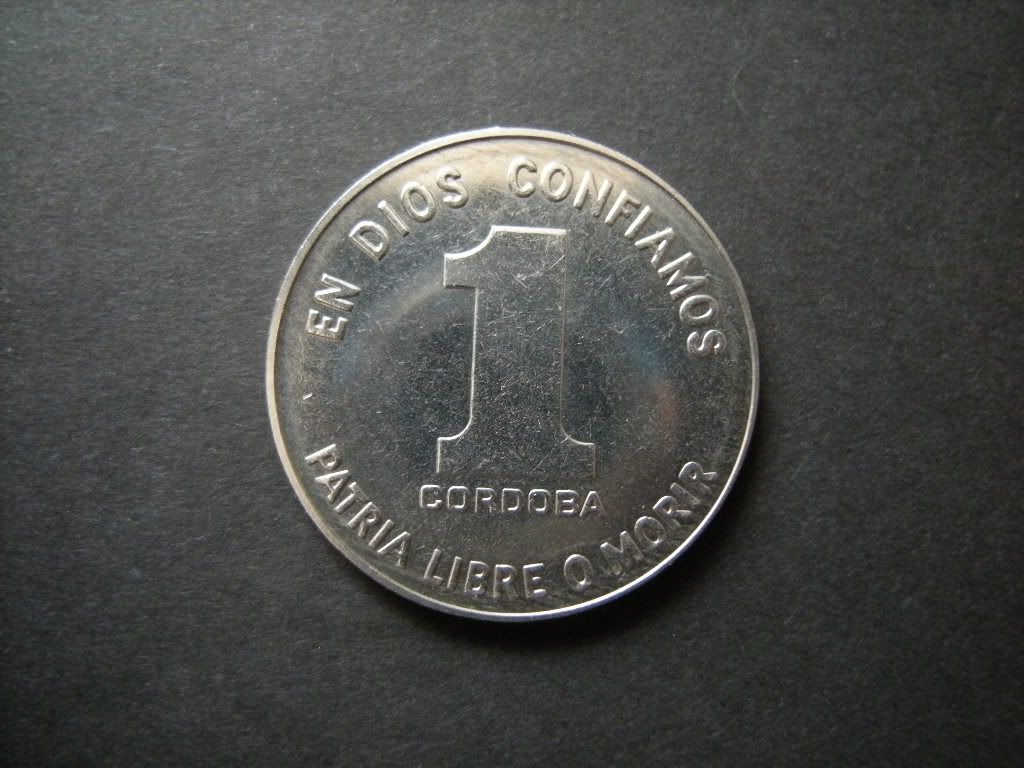 EN DIOS CONFIAMOS
1
CORDOBA
PATRIA LIBRE O MORIR